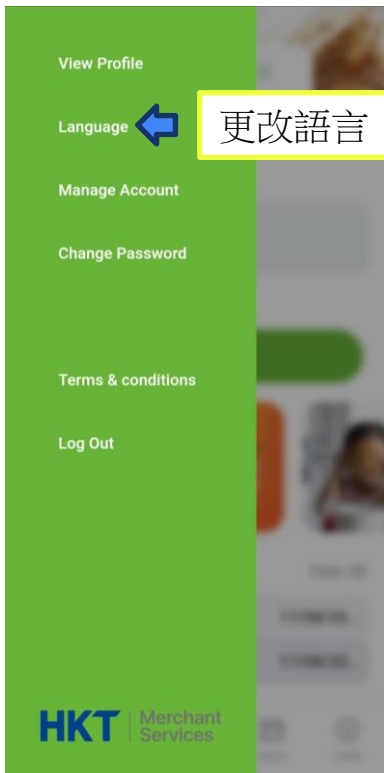 View Profile
Language
更改語言
Manage Account
Change Password
Terms & conditions
Log Out
HKT
Merchant
Services